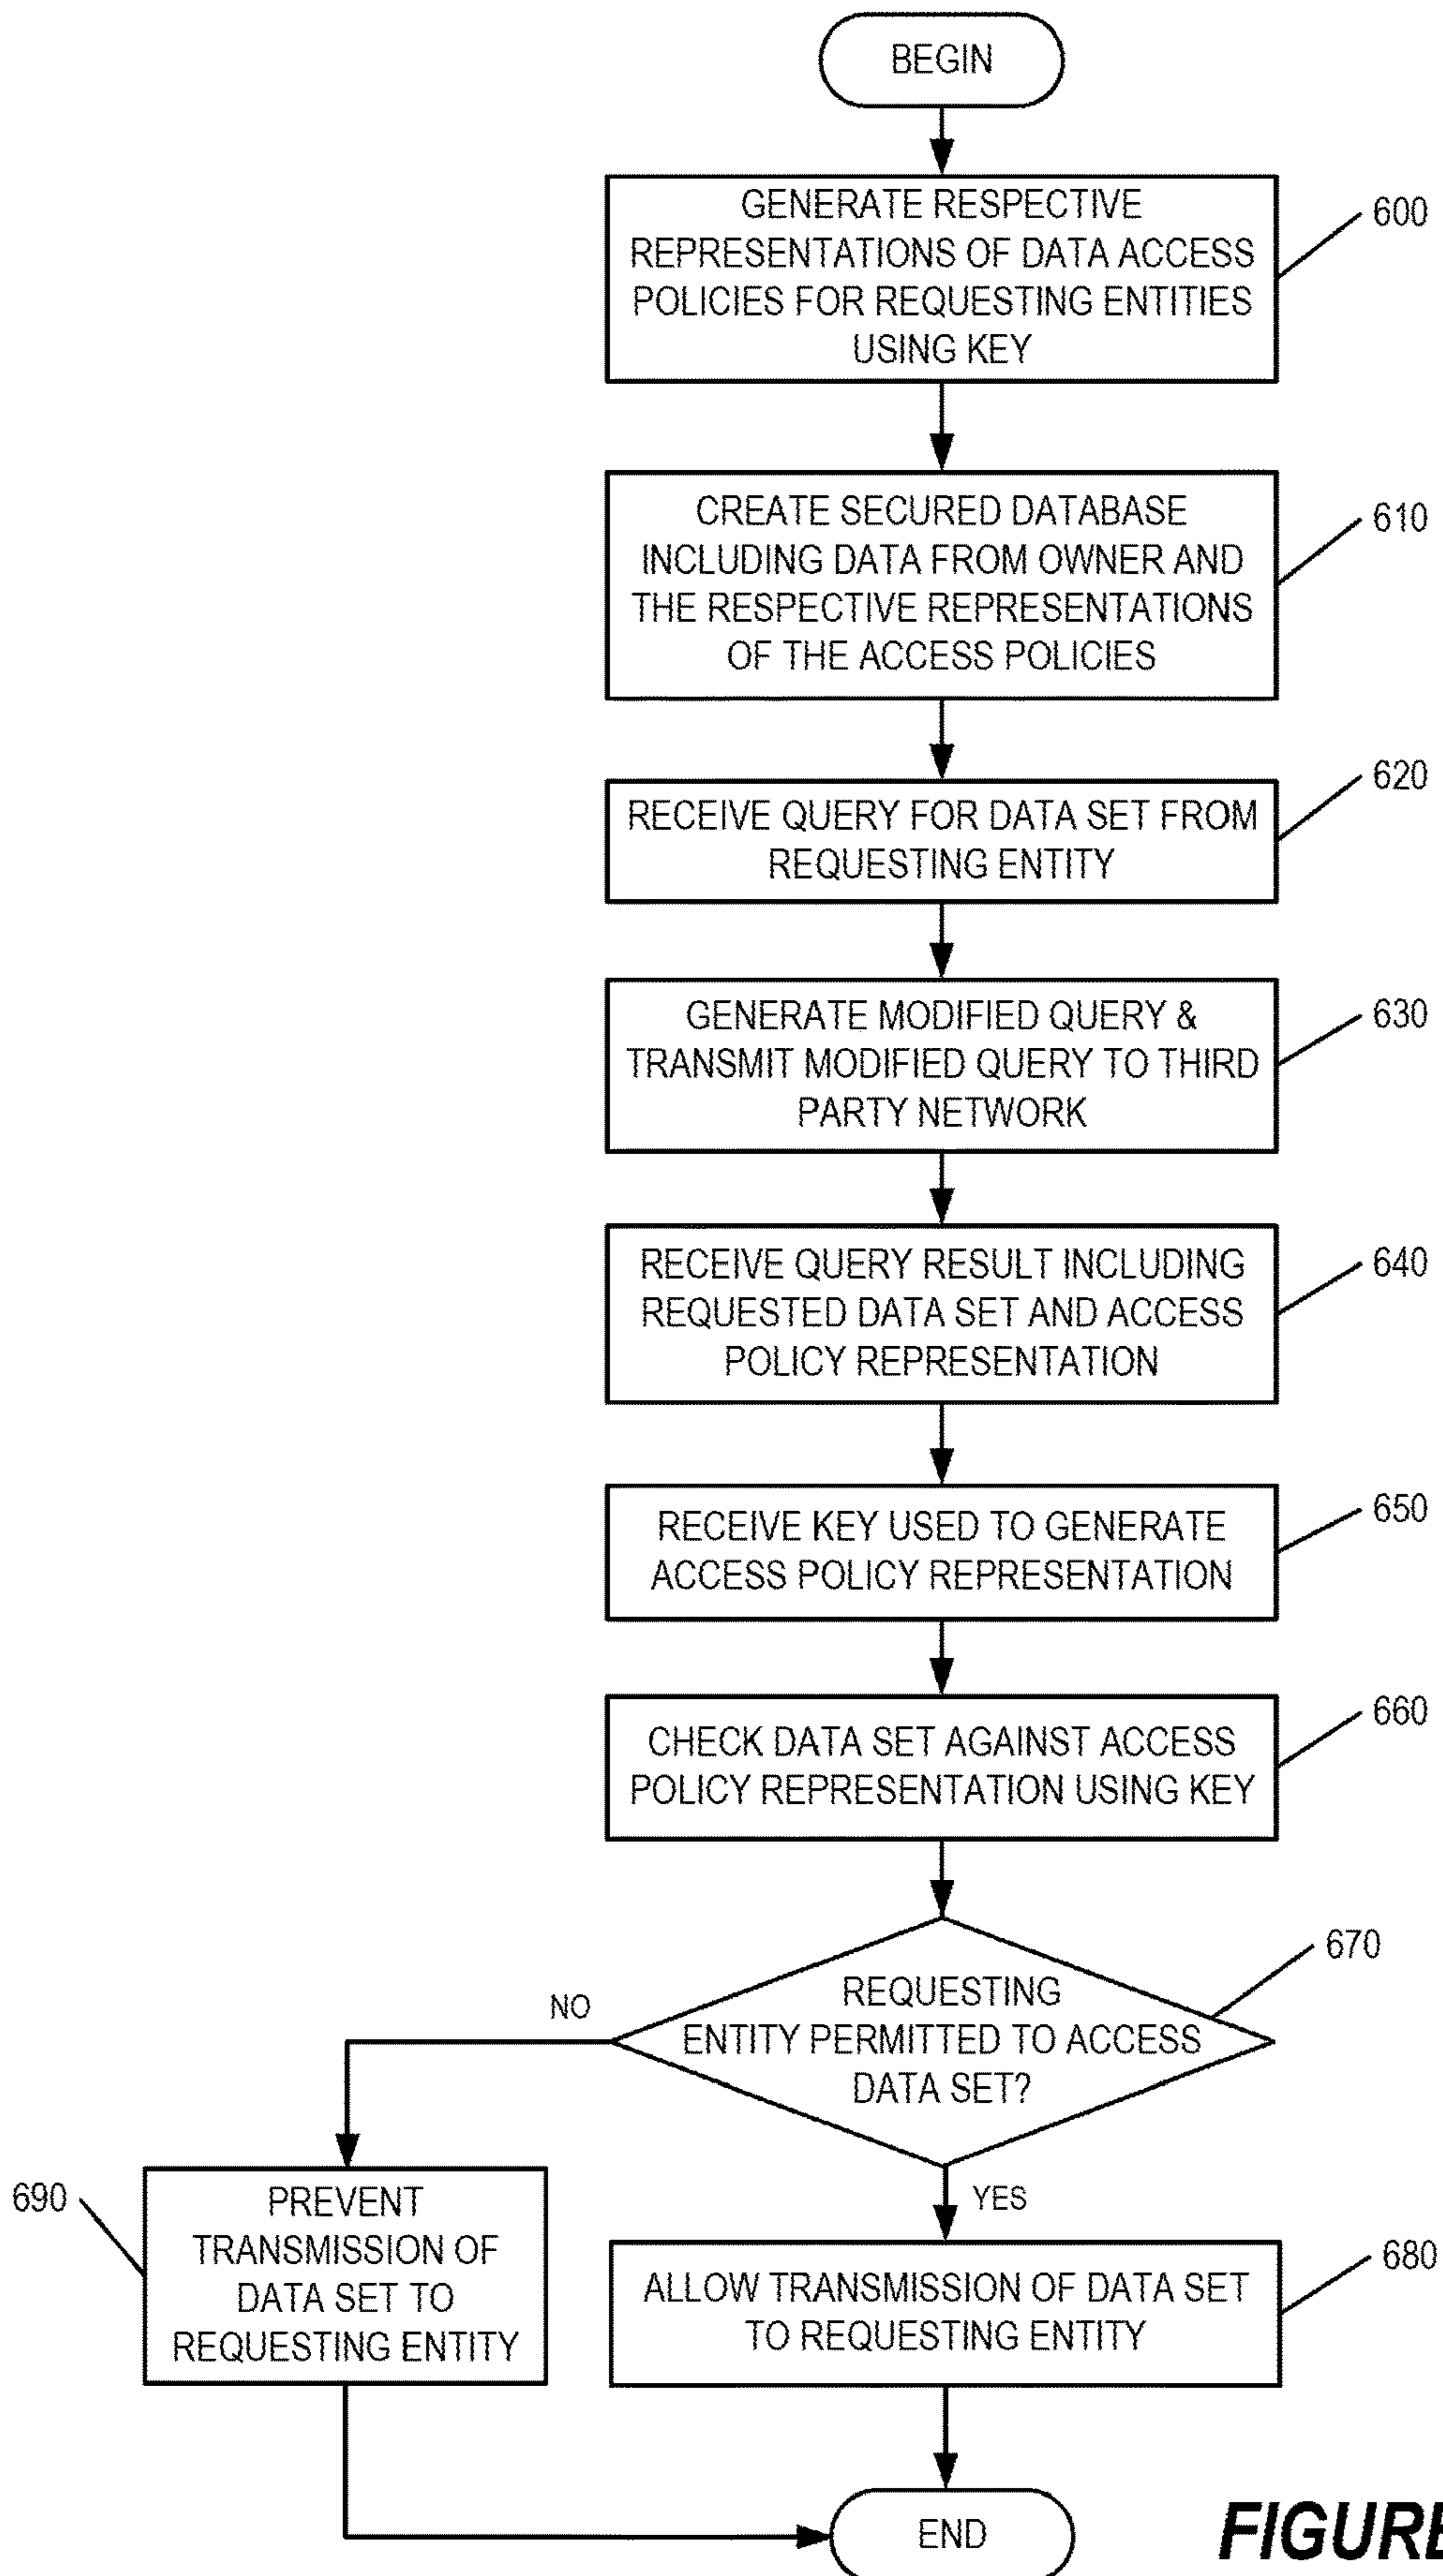 BEGIN
GENERATE RESPECTIVE
REPRESENTATIONS OF DATA ACCESS
POLICIES FOR REQUESTING ENTITIES
USING KEY
600
CREATE SECURED DATABASE
INCLUDING DATA FROM OWNER AND
THE RESPECTIVE REPRESENTATIONS
OF THE ACCESS POLICIES
610
RECEIVE QUERY FOR DATA SET FROM
REQUESTING ENTITY
620
GENERATE MODIFIED QUERY &
TRANSMIT MODIFIED QUERY TO THIRD
PARTY NETWORK
630
RECEIVE QUERY RESULT INCLUDING
REQUESTED DATA SET AND ACCESS
POLICY REPRESENTATION
640
RECEIVE KEY USED TO GENERATE
ACCESS POLICY REPRESENTATION
650
CHECK DATA SET AGAINST ACCESS
POLICY REPRESENTATION USING KEY
660
REQUESTING
ENTITY PERMITTED TO ACCESS
DATA SET?
670
NO
YES
690
PREVENT
TRANSMISSION OF
DATA SET TO
REQUESTING ENTITY
ALLOW TRANSMISSION OF DATA SET
TO REQUESTING ENTITY
680
END
FIGURE